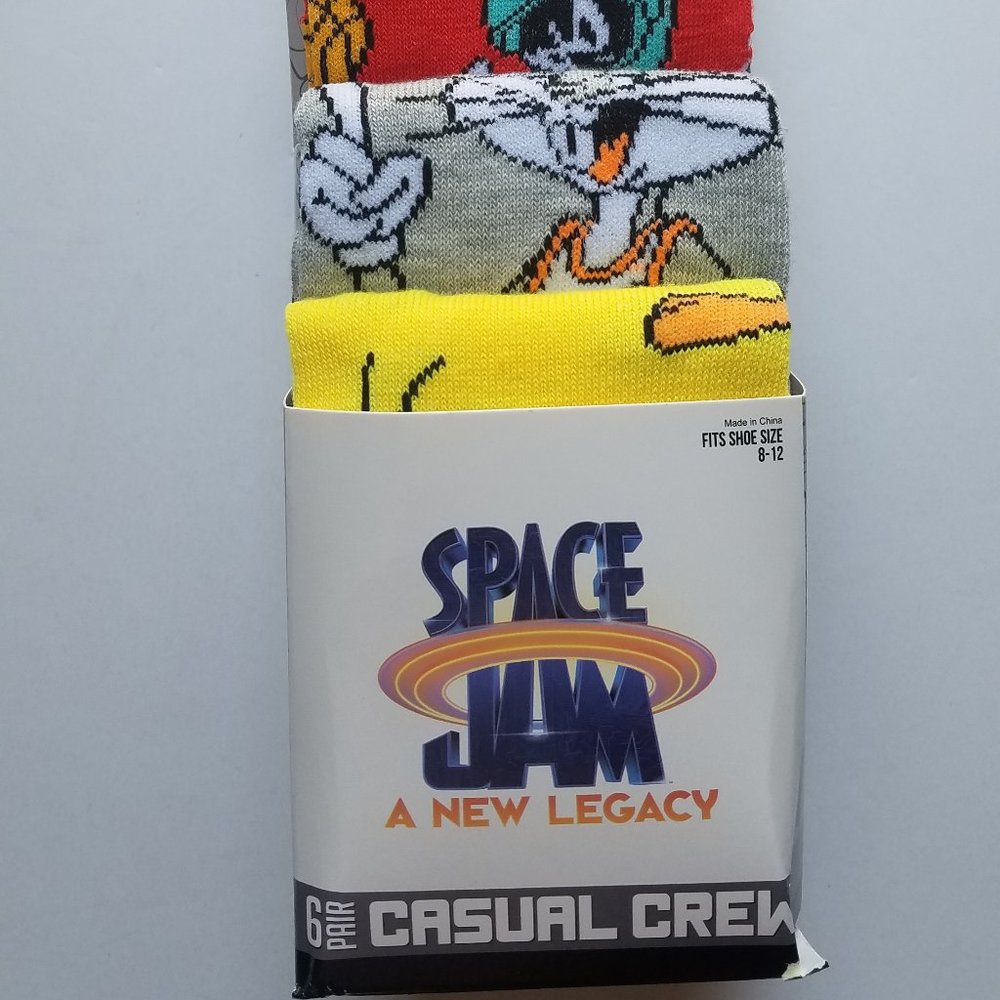 Made in China
FITS SHOE SIZE
8-12
SPACE
JAM
A NEW LEGACY
6 PAIR
CASUAL CREW